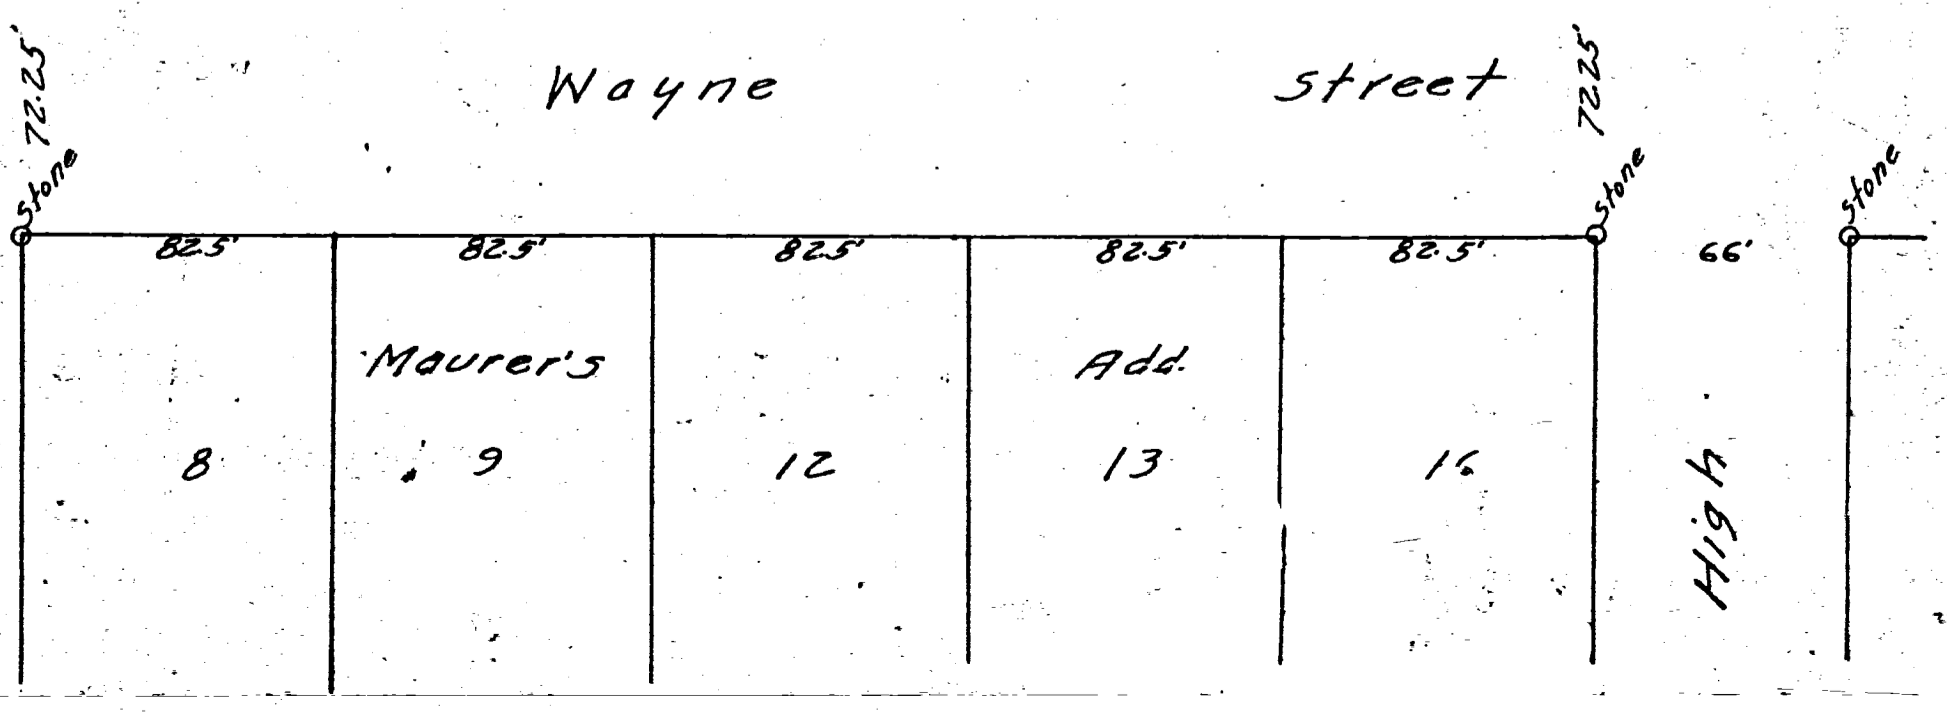 72.25'
Wayne street
72.25'
Stone
Stone
Stone
82.5' 82.5' 82.5' 82.5' 82.5' 66'
Maurer's Add.
8 9 12 13 16
High